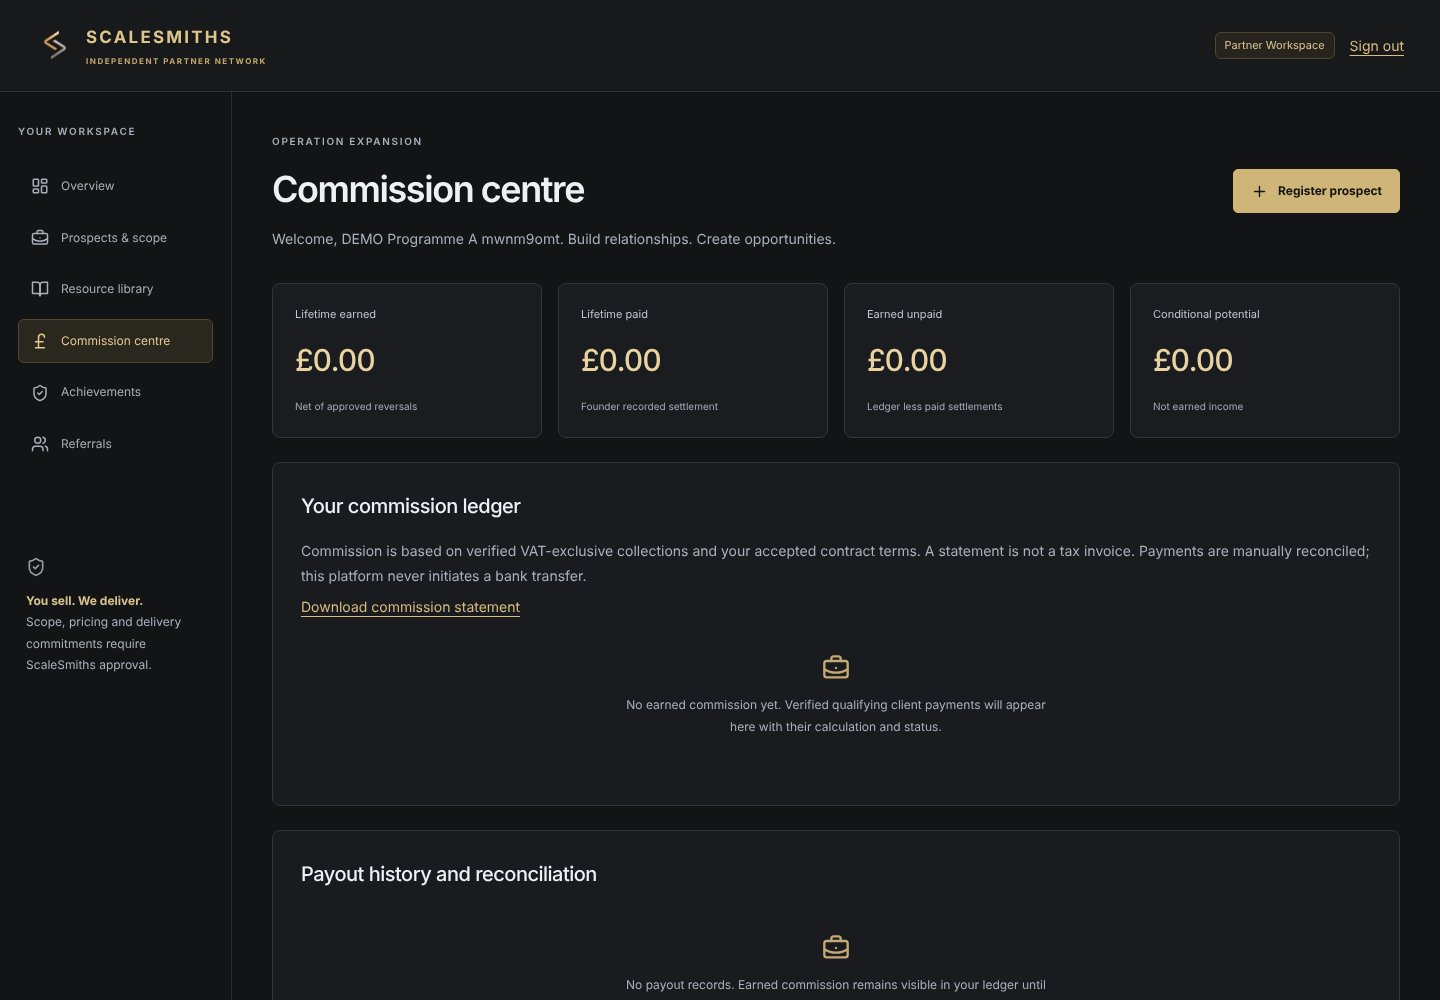 SCALESMITHS
INDEPENDENT PARTNER NETWORK
Partner Workspace
Sign out
YOUR WORKSPACE
Overview
Prospects & scope
Resource library
Commission centre
Achievements
Referrals
You sell. We deliver.
Scope, pricing and delivery
commitments require
ScaleSmiths approval.
OPERATION EXPANSION
Commission centre
Register prospect
Welcome, DEMO Programme A mwnm9omt. Build relationships. Create opportunities.
Lifetime earned
£0.00
Net of approved reversals
Lifetime paid
£0.00
Founder recorded settlement
Earned unpaid
£0.00
Ledger less paid settlements
Conditional potential
£0.00
Not earned income
Your commission ledger
Commission is based on verified VAT-exclusive collections and your accepted contract terms. A statement is not a tax invoice. Payments are manually reconciled;
this platform never initiates a bank transfer.
Download commission statement
No earned commission yet. Verified qualifying client payments will appear
here with their calculation and status.
Payout history and reconciliation
No payout records. Earned commission remains visible in your ledger until